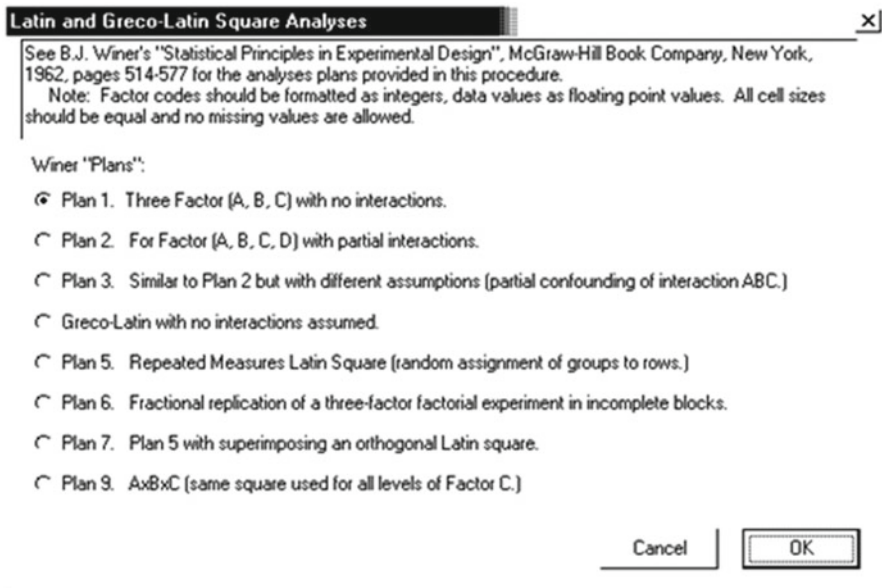 Latin and Greco-Latin Square Analyses
See B.J. Winer's "Statistical Principles in Experimental Design", McGraw-Hill Book Company, New York,
1962, pages 514-577 for the analyses plans provided in this procedure.
Note: Factor codes should be formatted as integers, data values as floating point values. All cell sizes
should be equal and no missing values are allowed.
Winer "Plans":
Plan 1. Three Factor (A, B, C) with no interactions.
Plan 2. For Factor (A, B, C, D) with partial interactions.
Plan 3. Similar to Plan 2 but with different assumptions (partial confounding of interaction ABC.)
Greco-Latin with no interactions assumed.
Plan 5. Repeated Measures Latin Square (random assignment of groups to rows.)
Plan 6. Fractional replication of a three-factor factorial experiment in incomplete blocks.
Plan 7. Plan 5 with superimposing an orthogonal Latin square.
Plan 9. AxBxC (same square used for all levels of Factor C.)
Cancel OK